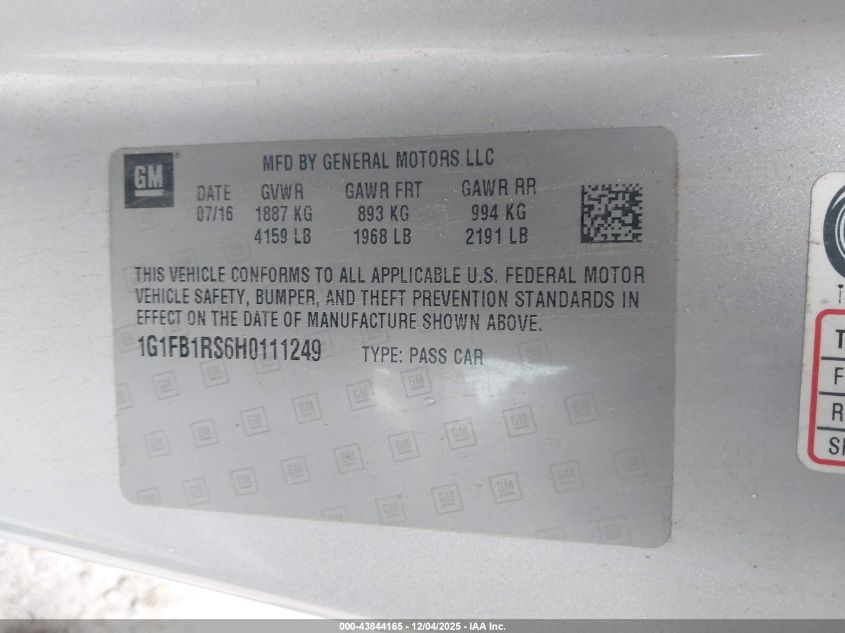 GM
MFD BY GENERAL MOTORS LLC
DATE GVWR GAWR FRT GAWR RR
07/16 1887 KG 893 KG 994 KG
4159 LB 1968 LB 2191 LB
THIS VEHICLE CONFORMS TO ALL APPLICABLE U.S. FEDERAL MOTOR
VEHICLE SAFETY, BUMPER, AND THEFT PREVENTION STANDARDS IN
EFFECT ON THE DATE OF MANUFACTURE SHOWN ABOVE.
1G1FB1RS6H0111249 TYPE: PASS CAR
000-43844165 - 12/04/2025 - IAA Inc.